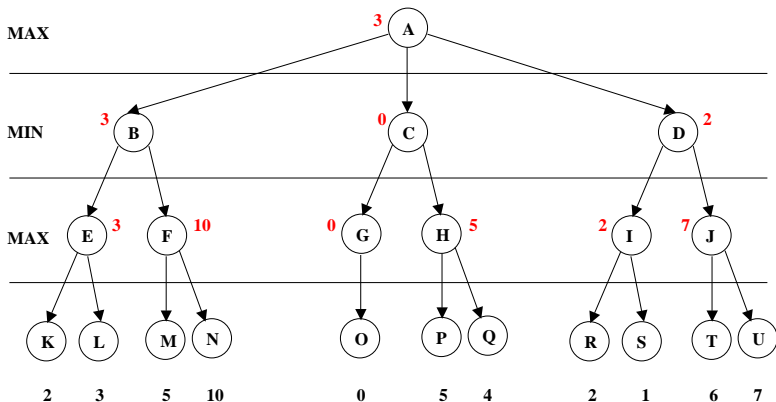 MAX 3 A
MIN 3 B 0 C D 2
MAX E 3 F 10 0 G H 5 2 I 7 J
K L M N O P Q R S T U
2 3 5 10 0 5 4 2 1 6 7